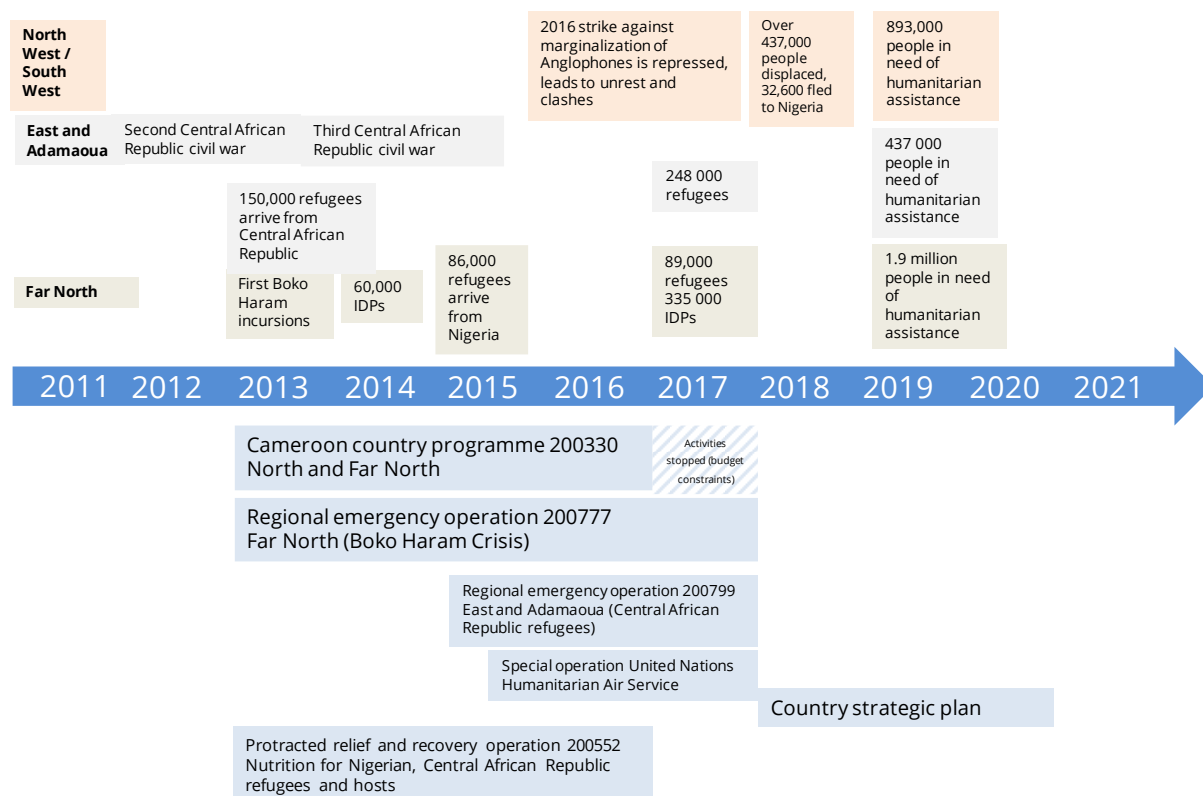 North
West /
South
West
2016 strike against
marginalization of
Anglophones is repressed,
leads to unrest and
clashes
Over
437,000
people
displaced,
32,600 fled
to Nigeria
893,000
people in
need of
humanitarian
assistance
East and
Adamaoua
Second Central African
Republic civil war
Third Central African
Republic civil war
437 000
people in
need of
humanitarian
assistance
150,000 refugees
arrive from
Central African
Republic
248 000
refugees
Far North
First Boko
Haram
incursions
60,000
IDPs
86,000
refugees
arrive
from
Nigeria
89,000
refugees
335 000
IDPs
1.9 million
people in need
of
humanitarian
assistance
2011 2012 2013 2014 2015 2016 2017 2018 2019 2020 2021
Cameroon country programme 200330
North and Far North
Activities
stopped (budget
constraints)
Regional emergency operation 200777
Far North (Boko Haram Crisis)
Regional emergency operation 200799
East and Adamaoua (Central African
Republic refugees)
Special operation United Nations
Humanitarian Air Service
Country strategic plan
Protracted relief and recovery operation 200552
Nutrition for Nigerian, Central African Republic
refugees and hosts